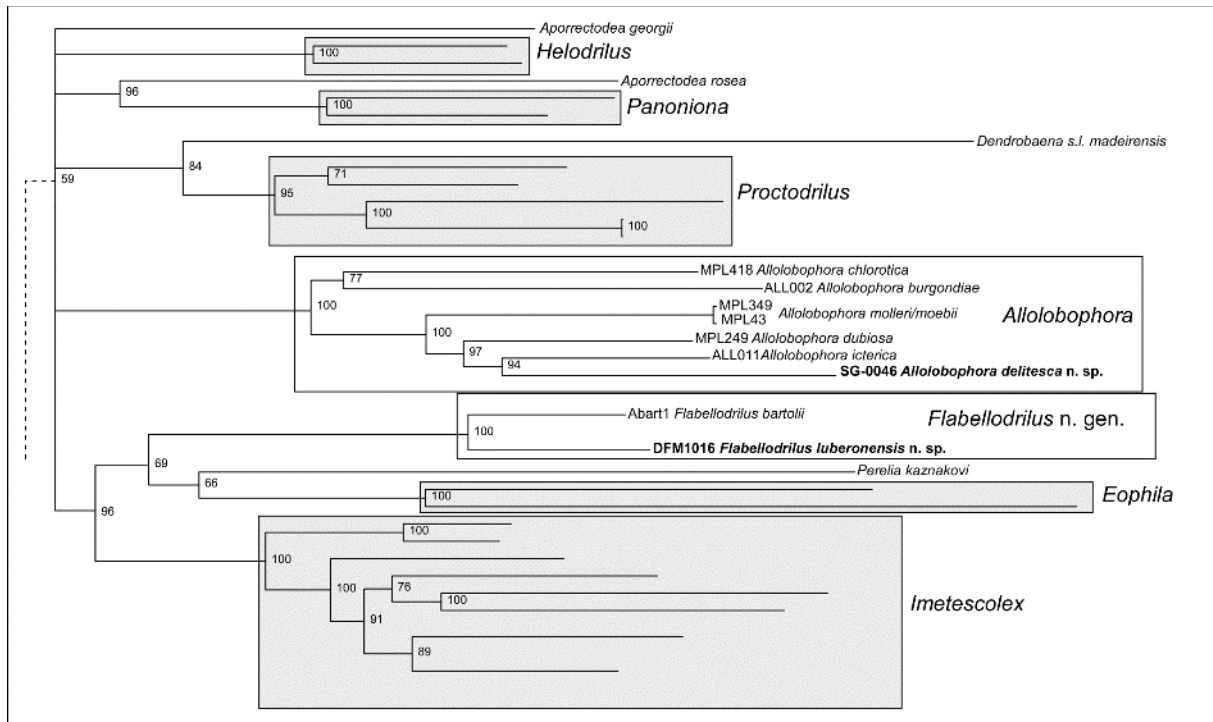 Aporrectodea georgii
100
Helodrilus
Aporrectodea rosea
96
100
Panoniona
Dendrobaena s.l. madeirensis
84
59
71
95
Proctodrilus
100
100
MPL418 Allolobophora chlorotica
77
ALL002 Allolobophora burgondiae
100
MPL349
MPL43
Allolobophora molleri/moebii
Allolobophora
100
MPL249 Allolobophora dubiosa
97
ALL011Allolobophora icterica
94
SG-0046 Allolobophora delitesca n. sp.
Abart1 Flabellodrilus bartolii
Flabellodrilus n. gen.
100
DFM1016 Flabellodrilus luberonensis n. sp.
69
Perelia kaznakovi
66
100
Eophila
96
100
100
100
76
100
Imetescolex
91
89